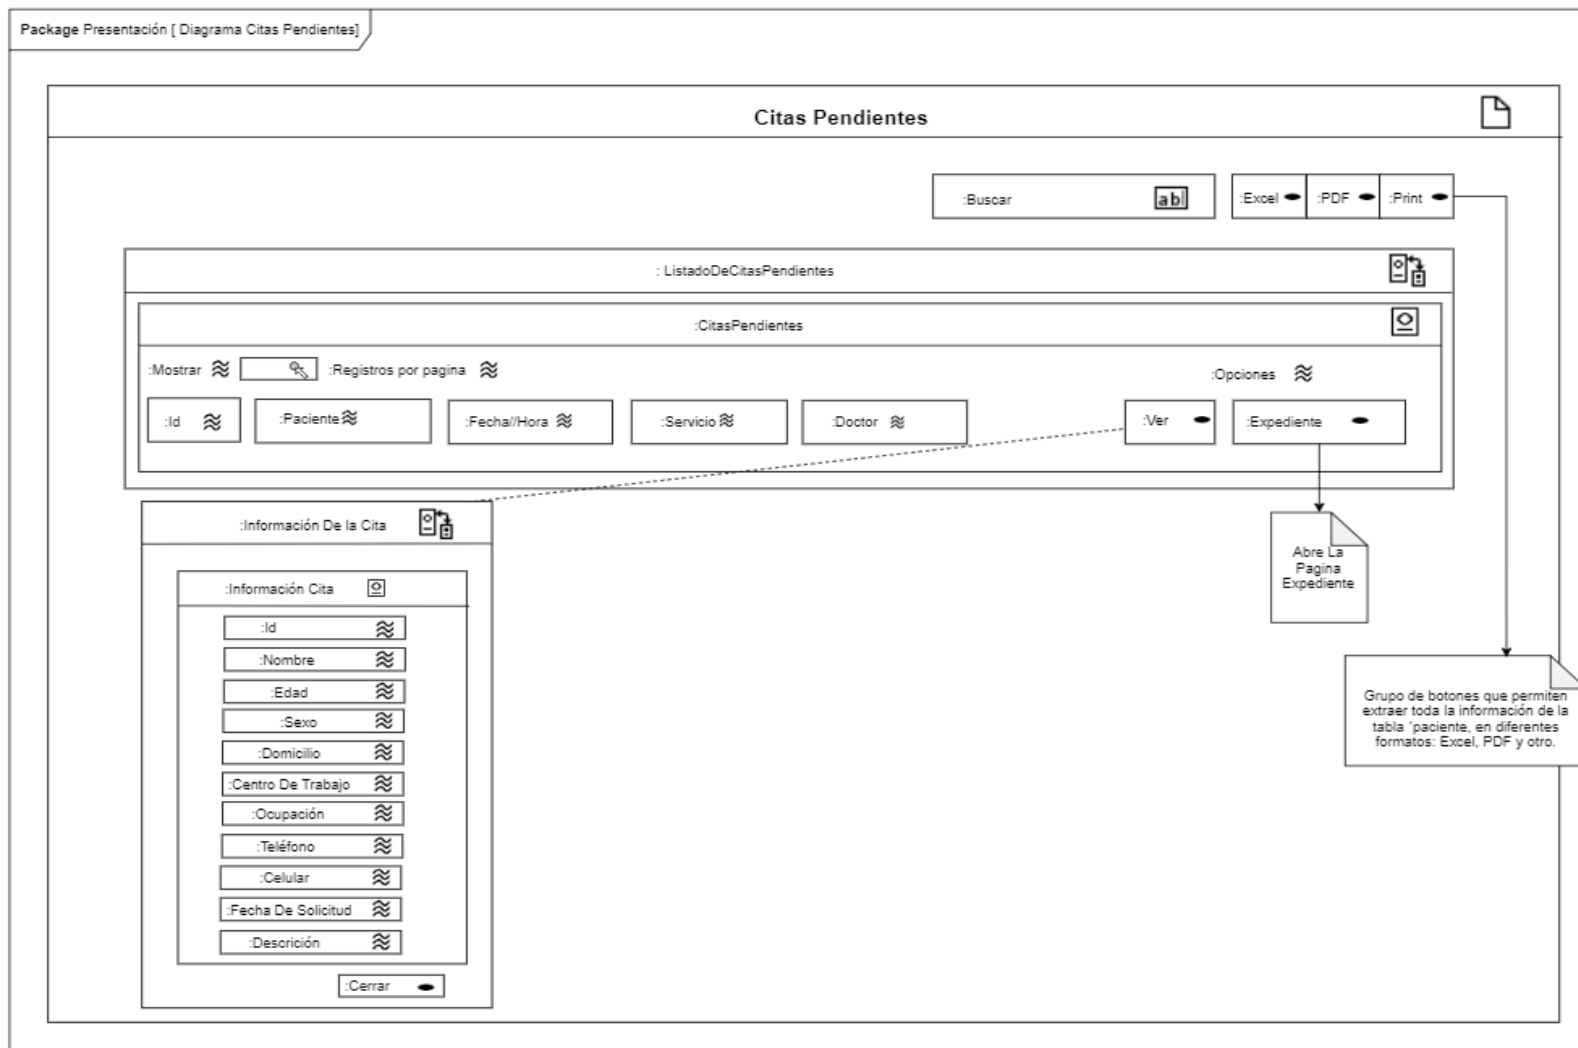 Package Presentación [ Diagrama Citas Pendientes]
Citas Pendientes
:Buscar
ab
:Excel
:PDF
:Print
: ListadoDeCitasPendientes
:CitasPendientes
:Mostrar
:Registros por pagina
:Opciones
:Id
:Paciente
:Fecha//Hora
:Servicio
:Doctor
:Ver
:Expediente
:Información De la Cita
Abre La
Pagina
Expediente
:Información Cita
:Id
:Nombre
:Edad
:Sexo
:Domicilio
:Centro De Trabajo
:Ocupación
:Teléfono
:Celular
:Fecha De Solicitud
:Descrición
:Cerrar
Grupo de botones que permiten
extraer toda la información de la
tabla ´paciente, en diferentes
formatos: Excel, PDF y otro.